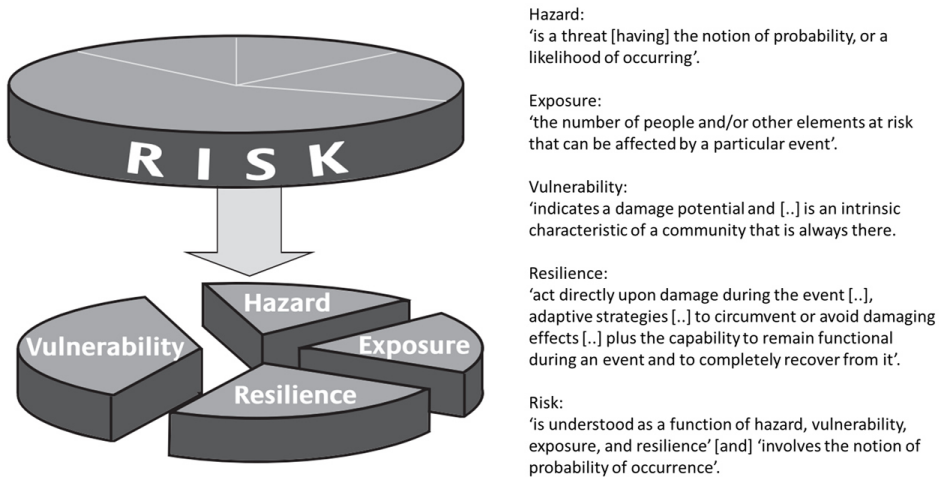 RISK
Hazard
Vulnerability
Exposure
Resilience
Hazard:
‘is a threat [having] the notion of probability, or a
likelihood of occurring’.
Exposure:
‘the number of people and/or other elements at risk
that can be affected by a particular event’.
Vulnerability:
‘indicates a damage potential and [..] is an intrinsic
characteristic of a community that is always there.
Resilience:
‘act directly upon damage during the event [..],
adaptive strategies [..] to circumvent or avoid damaging
effects [..] plus the capability to remain functional
during an event and to completely recover from it’.
Risk:
‘is understood as a function of hazard, vulnerability,
exposure, and resilience’ [and] ‘involves the notion of
probability of occurrence’.